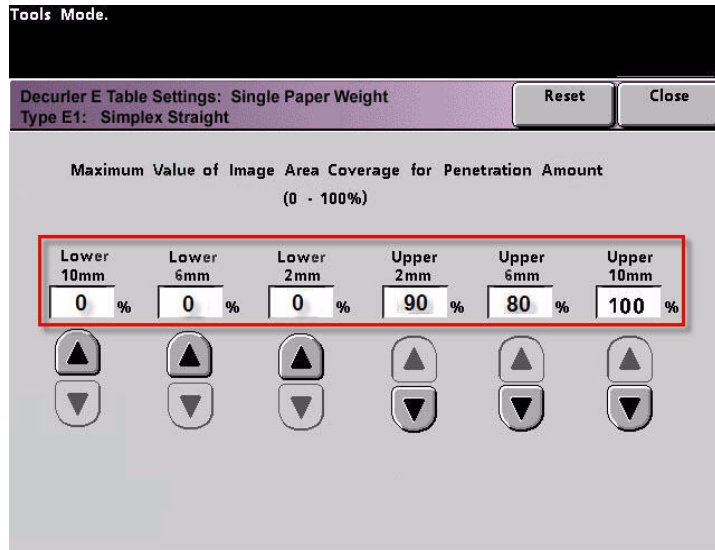 Tools Mode.
Decurler E Table Settings: Single Paper Weight
Type E1: Simplex Straight
Reset
Close
Maximum Value of Image Area Coverage for Penetration Amount
(0 - 100%)
Lower
10mm
0 %
Lower
6mm
0 %
Lower
2mm
0 %
Upper
2mm
90 %
Upper
6mm
80 %
Upper
10mm
100 %